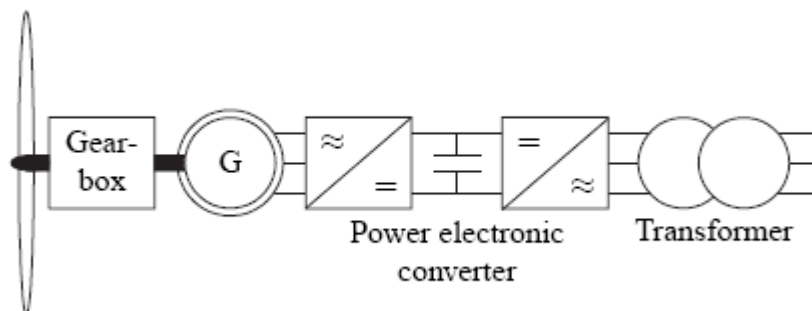 Gear-
box
G
≈
=
=
≈
Power electronic
converter
Transformer